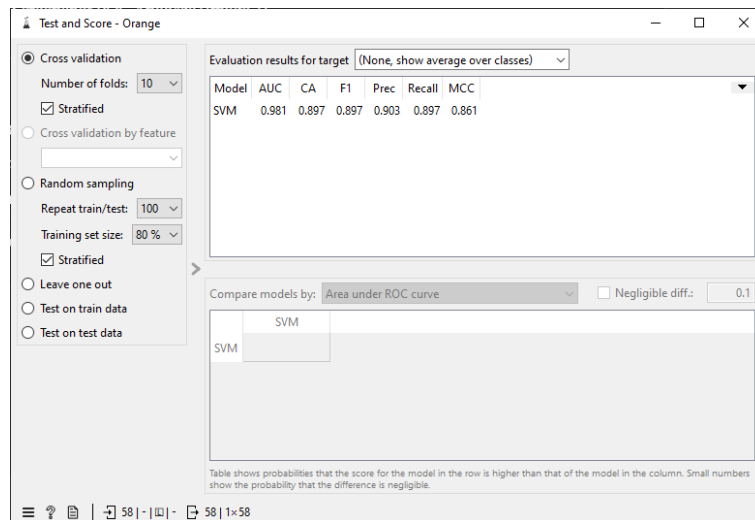 Test and Score - Orange
Cross validation
Number of folds: 10
Stratified
Cross validation by feature
Random sampling
Repeat train/test: 100
Training set size: 80 %
Stratified
Leave one out
Test on train data
Test on test data
Evaluation results for target (None, show average over classes)
Model AUC CA F1 Prec Recall MCC
SVM 0.981 0.897 0.897 0.903 0.897 0.861
Compare models by: Area under ROC curve
Negligible diff.: 0.1
SVM
SVM
Table shows probabilities that the score for the model in the row is higher than that of the model in the column. Small numbers
show the probability that the difference is negligible.
58 | - | - 58 | 1×58